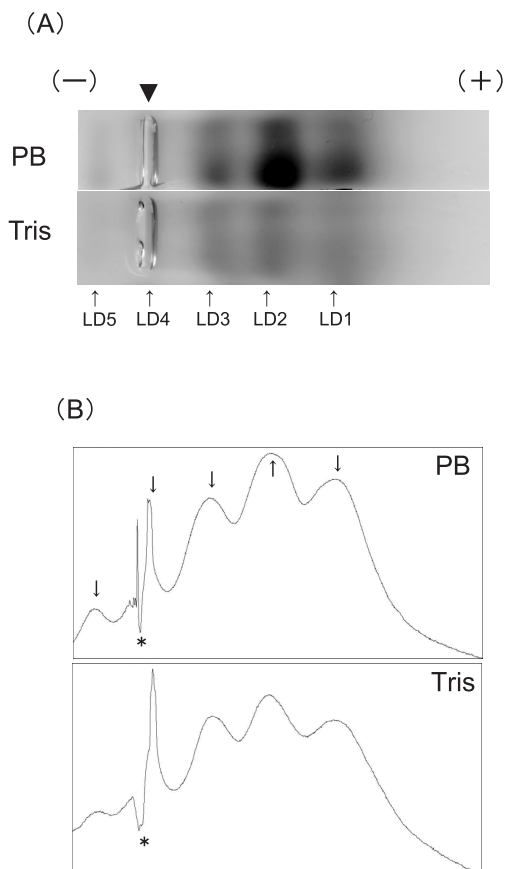 (A)
(－) (＋)
PB
Tris
LD5 LD4 LD3 LD2 LD1
(B)
PB
*
Tris
*